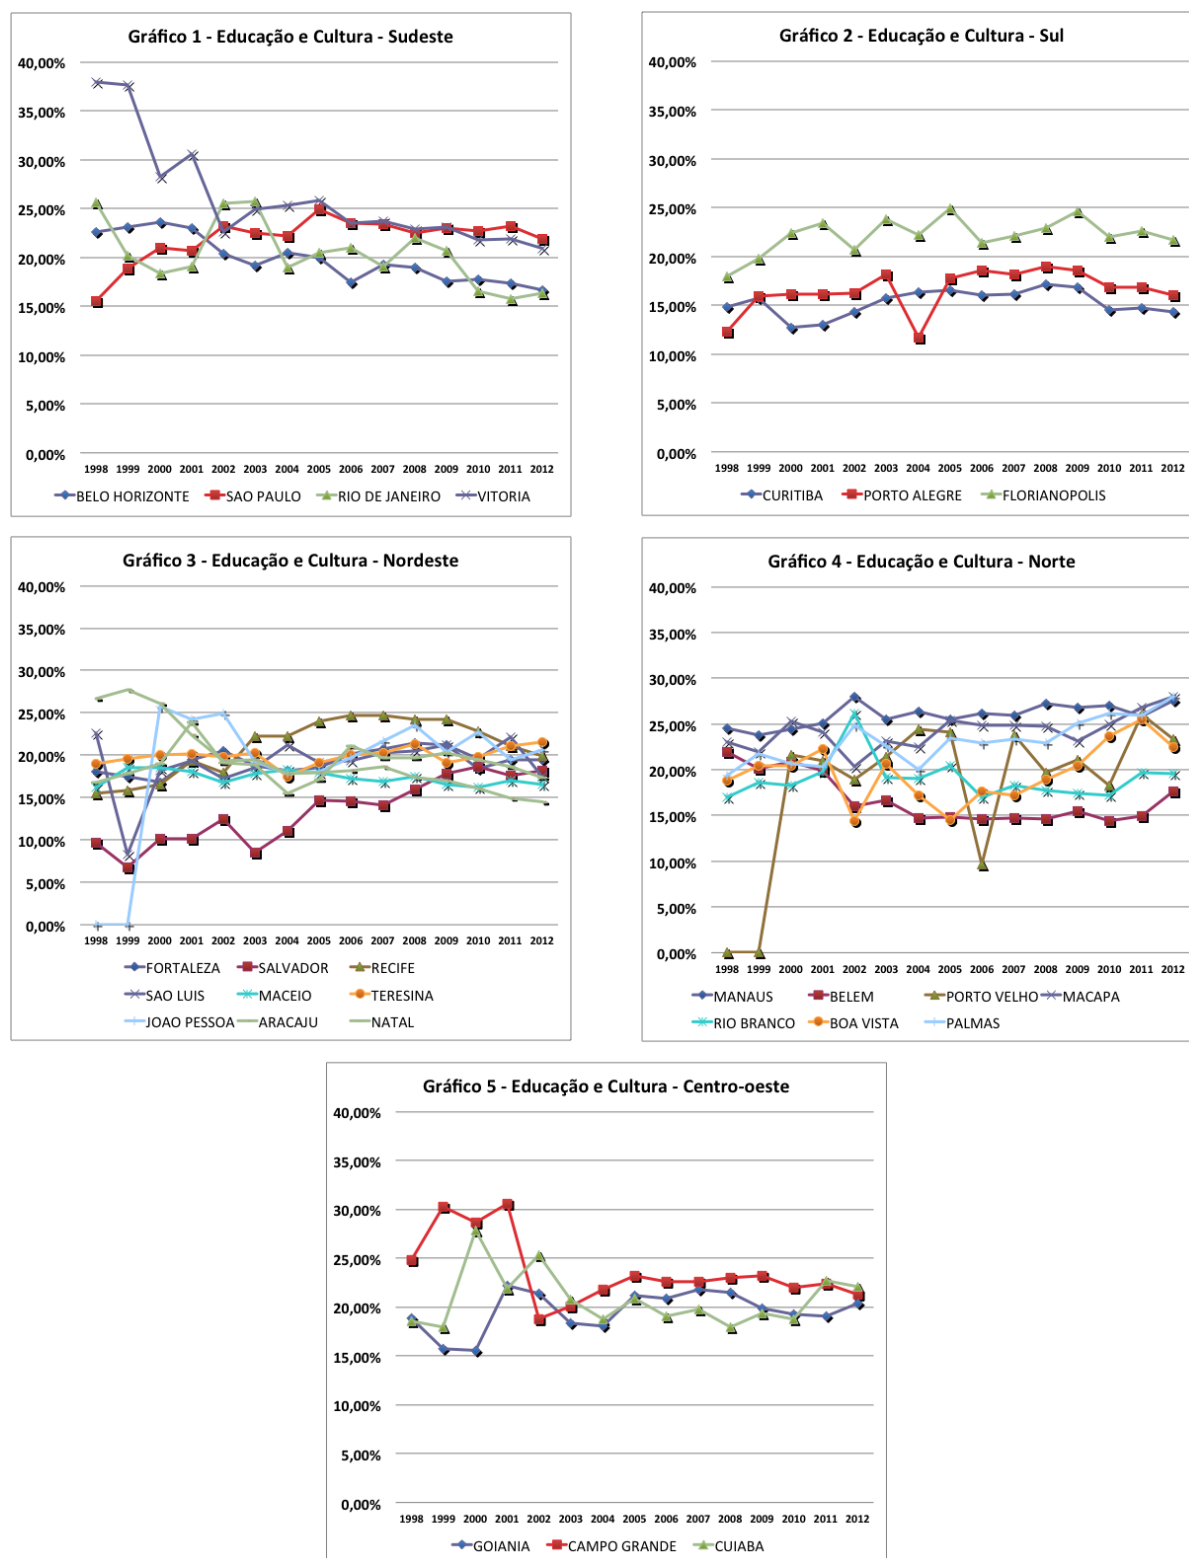 Gráfico 1 - Educação e Cultura - Sudeste
40,00%
35,00%
30,00%
25,00%
20,00%
15,00%
10,00%
5,00%
0,00%
1998 1999 2000 2001 2002 2003 2004 2005 2006 2007 2008 2009 2010 2011 2012
BELO HORIZONTE SAO PAULO RIO DE JANEIRO VITORIA
Gráfico 2 - Educação e Cultura - Sul
40,00%
35,00%
30,00%
25,00%
20,00%
15,00%
10,00%
5,00%
0,00%
1998 1999 2000 2001 2002 2003 2004 2005 2006 2007 2008 2009 2010 2011 2012
CURITIBA PORTO ALEGRE FLORIANOPOLIS
Gráfico 3 - Educação e Cultura - Nordeste
40,00%
35,00%
30,00%
25,00%
20,00%
15,00%
10,00%
5,00%
0,00%
1998 1999 2000 2001 2002 2003 2004 2005 2006 2007 2008 2009 2010 2011 2012
FORTALEZA SALVADOR RECIFE
SAO LUIS MACEIO TERESINA
JOAO PESSOA ARACAJU NATAL
Gráfico 4 - Educação e Cultura - Norte
40,00%
35,00%
30,00%
25,00%
20,00%
15,00%
10,00%
5,00%
0,00%
1998 1999 2000 2001 2002 2003 2004 2005 2006 2007 2008 2009 2010 2011 2012
MANAUS BELEM PORTO VELHO MACAPA
RIO BRANCO BOA VISTA PALMAS
Gráfico 5 - Educação e Cultura - Centro-oeste
40,00%
35,00%
30,00%
25,00%
20,00%
15,00%
10,00%
5,00%
0,00%
1998 1999 2000 2001 2002 2003 2004 2005 2006 2007 2008 2009 2010 2011 2012
GOIANIA CAMPO GRANDE CUIABA